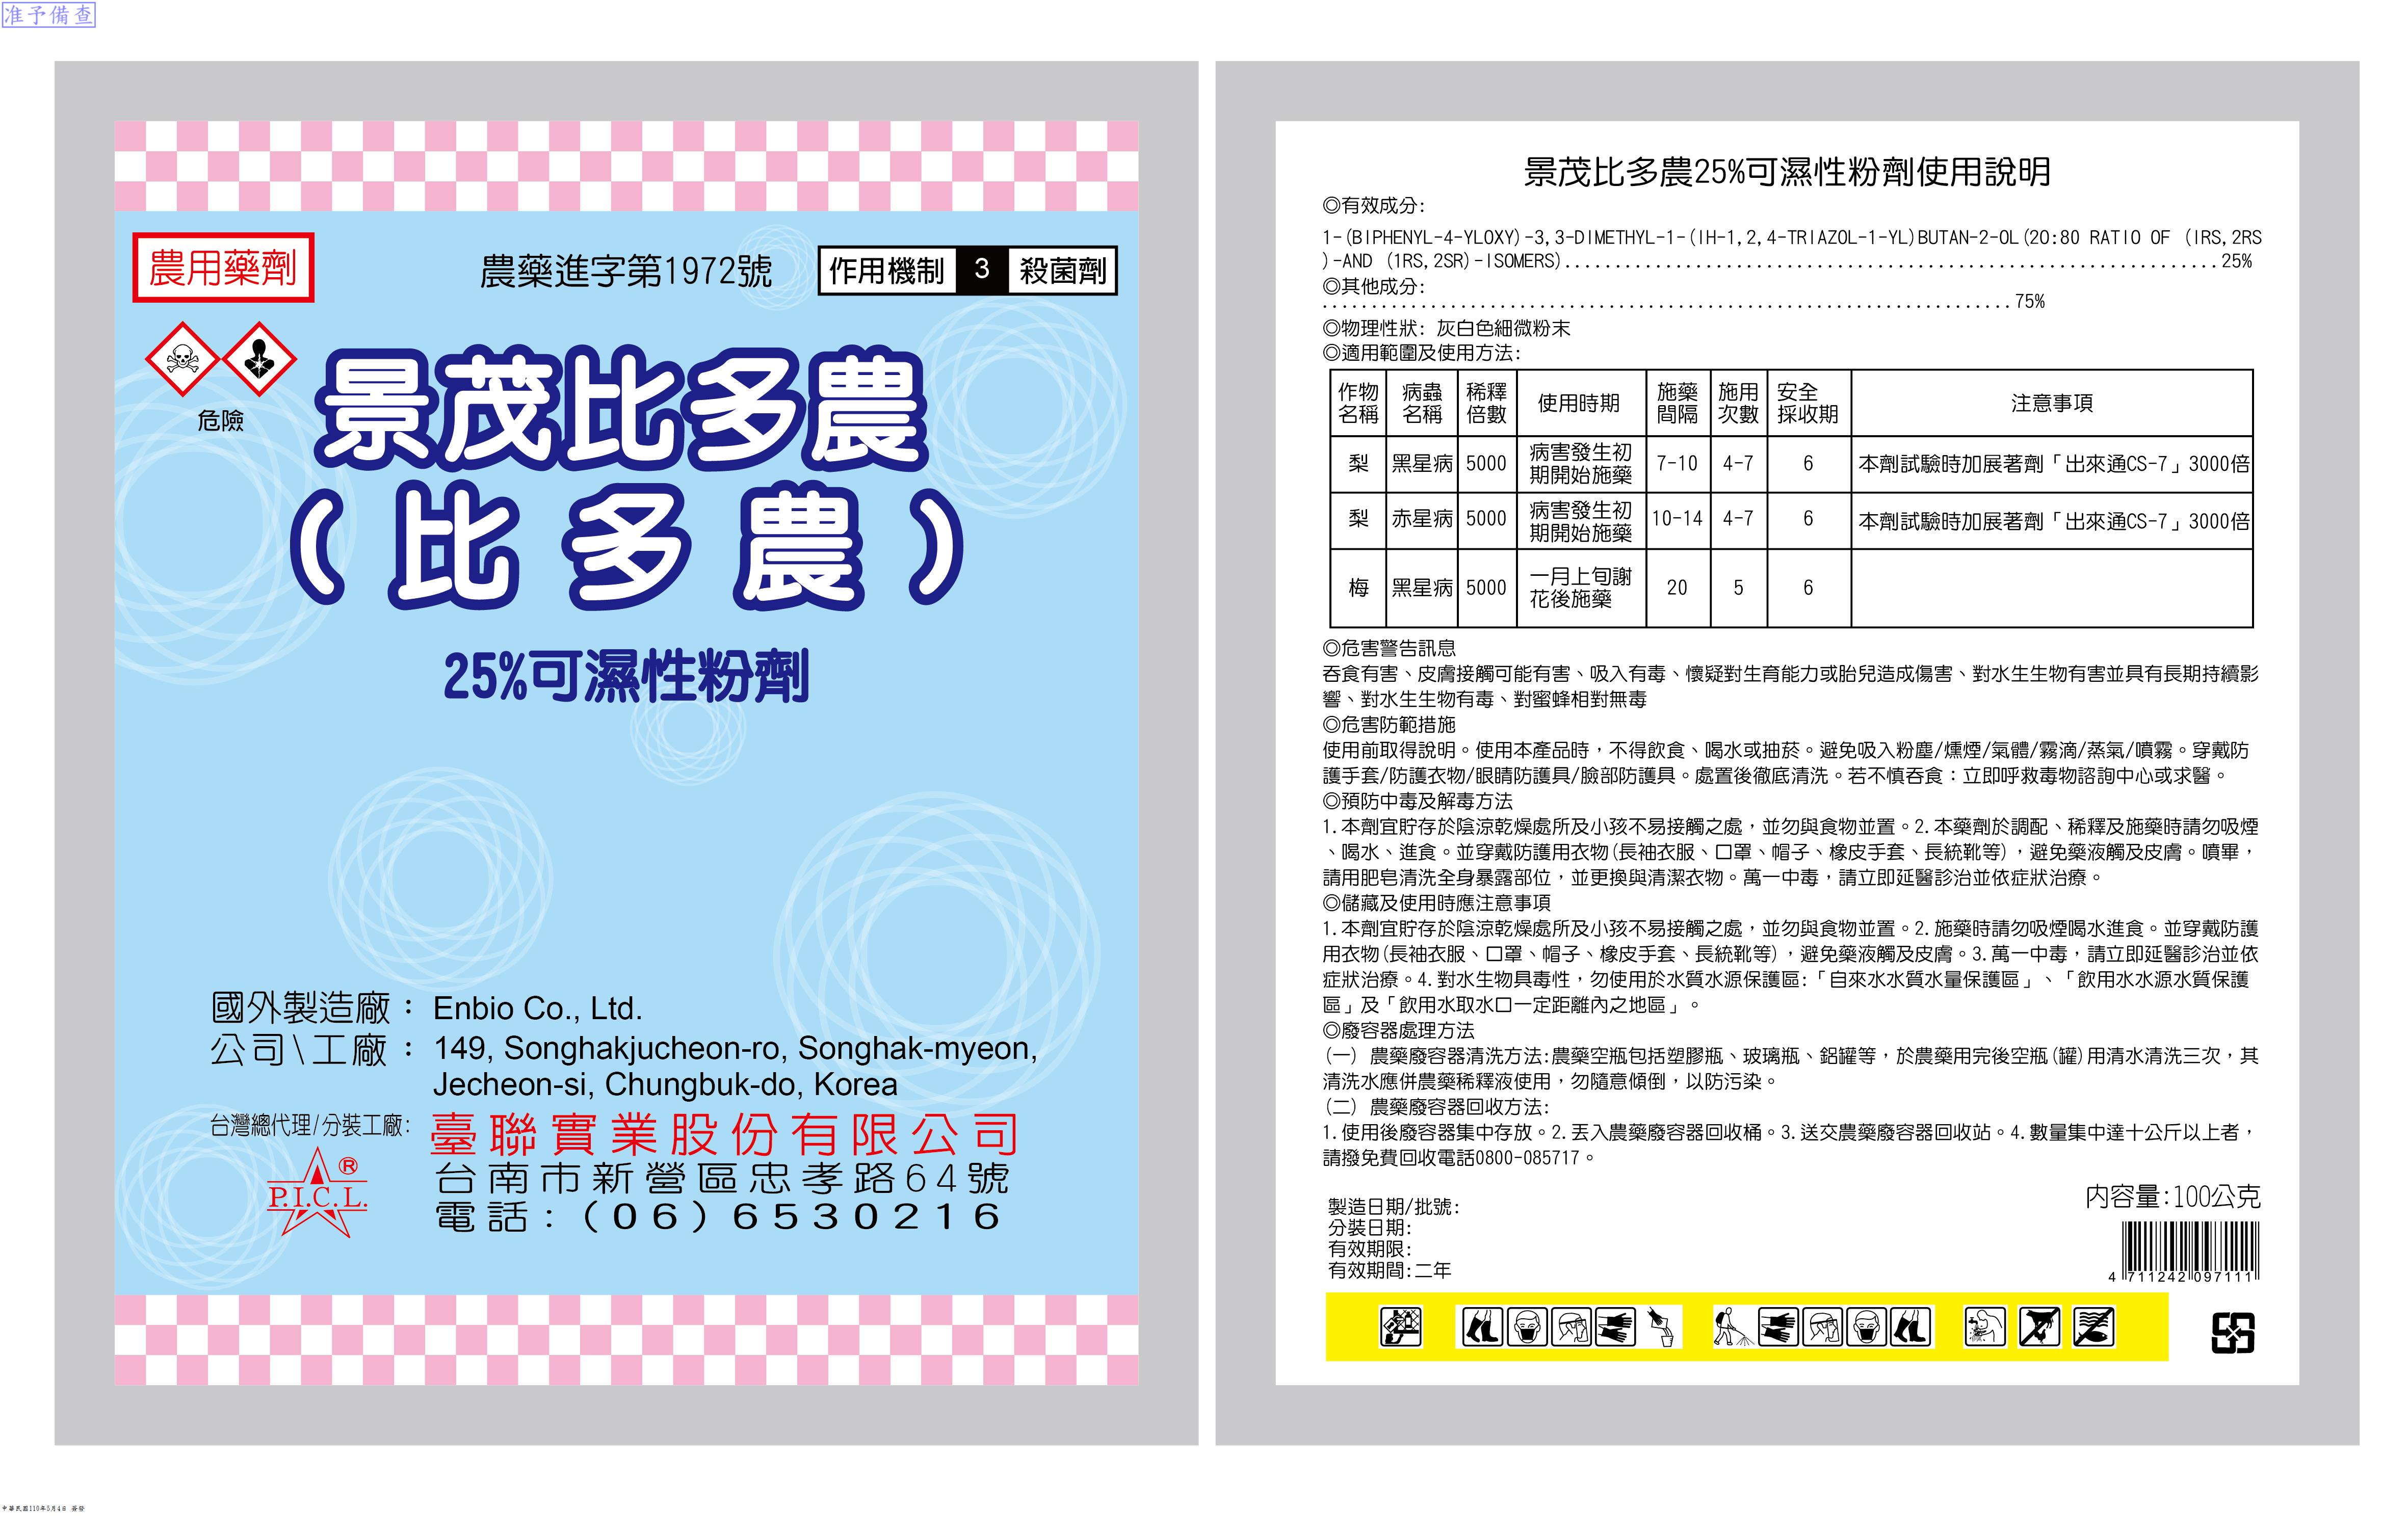 准予備查
農用藥劑
農藥進字第1972號
作用機制 3 殺菌劑
危險
景茂比多農
(比多農)
25%可濕性粉劑
國外製造廠：Enbio Co., Ltd.
公司\工廠：149, Songhakjucheon-ro, Songhak-myeon,
Jecheon-si, Chungbuk-do, Korea
台灣總代理/分裝工廠:
臺聯實業股份有限公司
P.I.C.L.®
台南市新營區忠孝路64號
電話：(06)6530216
景茂比多農25%可濕性粉劑使用說明
◎有效成分:
1-(BIPHENYL-4-YLOXY)-3,3-DIMETHYL-1-(IH-1,2,4-TRIAZOL-1-YL)BUTAN-2-OL(20:80 RATIO OF (IRS,2RS
)-AND (1RS,2SR)-ISOMERS)....................................................................25%
◎其他成分:
........................................................................75%
◎物理性狀: 灰白色細微粉末
◎適用範圍及使用方法:
作物名稱 病蟲名稱 稀釋倍數 使用時期 施藥間隔 施用次數 安全採收期 注意事項
梨 黑星病 5000 病害發生初期開始施藥 7-10 4-7 6 本劑試驗時加展著劑「出來通CS-7」3000倍
梨 赤星病 5000 病害發生初期開始施藥 10-14 4-7 6 本劑試驗時加展著劑「出來通CS-7」3000倍
梅 黑星病 5000 一月上旬謝花後施藥 20 5 6
◎危害警告訊息
吞食有害、皮膚接觸可能有害、吸入有毒、懷疑對生育能力或胎兒造成傷害、對水生生物有害並具有長期持續影
響、對水生生物有毒、對蜜蜂相對無毒
◎危害防範措施
使用前取得說明。使用本產品時，不得飲食、喝水或抽菸。避免吸入粉塵/燻煙/氣體/霧滴/蒸氣/噴霧。穿戴防
護手套/防護衣物/眼睛防護具/臉部防護具。處置後徹底清洗。若不慎吞食：立即呼救毒物諮詢中心或求醫。
◎預防中毒及解毒方法
1.本劑宜貯存於陰涼乾燥處所及小孩不易接觸之處，並勿與食物並置。2.本藥劑於調配、稀釋及施藥時請勿吸煙
、喝水、進食。並穿戴防護用衣物(長袖衣服、口罩、帽子、橡皮手套、長統靴等)，避免藥液觸及皮膚。噴畢，
請用肥皂清洗全身暴露部位，並更換與清潔衣物。萬一中毒，請立即延醫診治並依症狀治療。
◎儲藏及使用時應注意事項
1.本劑宜貯存於陰涼乾燥處所及小孩不易接觸之處，並勿與食物並置。2.施藥時請勿吸煙喝水進食。並穿戴防護
用衣物(長袖衣服、口罩、帽子、橡皮手套、長統靴等)，避免藥液觸及皮膚。3.萬一中毒，請立即延醫診治並依
症狀治療。4.對水生物具毒性，勿使用於水質水源保護區:「自來水水質水量保護區」、「飲用水水源水質保護
區」及「飲用水取水口一定距離內之地區」。
◎廢容器處理方法
(一) 農藥廢容器清洗方法:農藥空瓶包括塑膠瓶、玻璃瓶、鋁罐等，於農藥用完後空瓶(罐)用清水清洗三次，其
清洗水應併農藥稀釋液使用，勿隨意傾倒，以防污染。
(二) 農藥廢容器回收方法:
1.使用後廢容器集中存放。2.丟入農藥廢容器回收桶。3.送交農藥廢容器回收站。4.數量集中達十公斤以上者，
請撥免費回收電話0800-085717。
製造日期/批號:
分裝日期:
有效期限:
有效期間:二年
內容量:100公克
4 711242 097111
中華民國110年5月4日 簽發